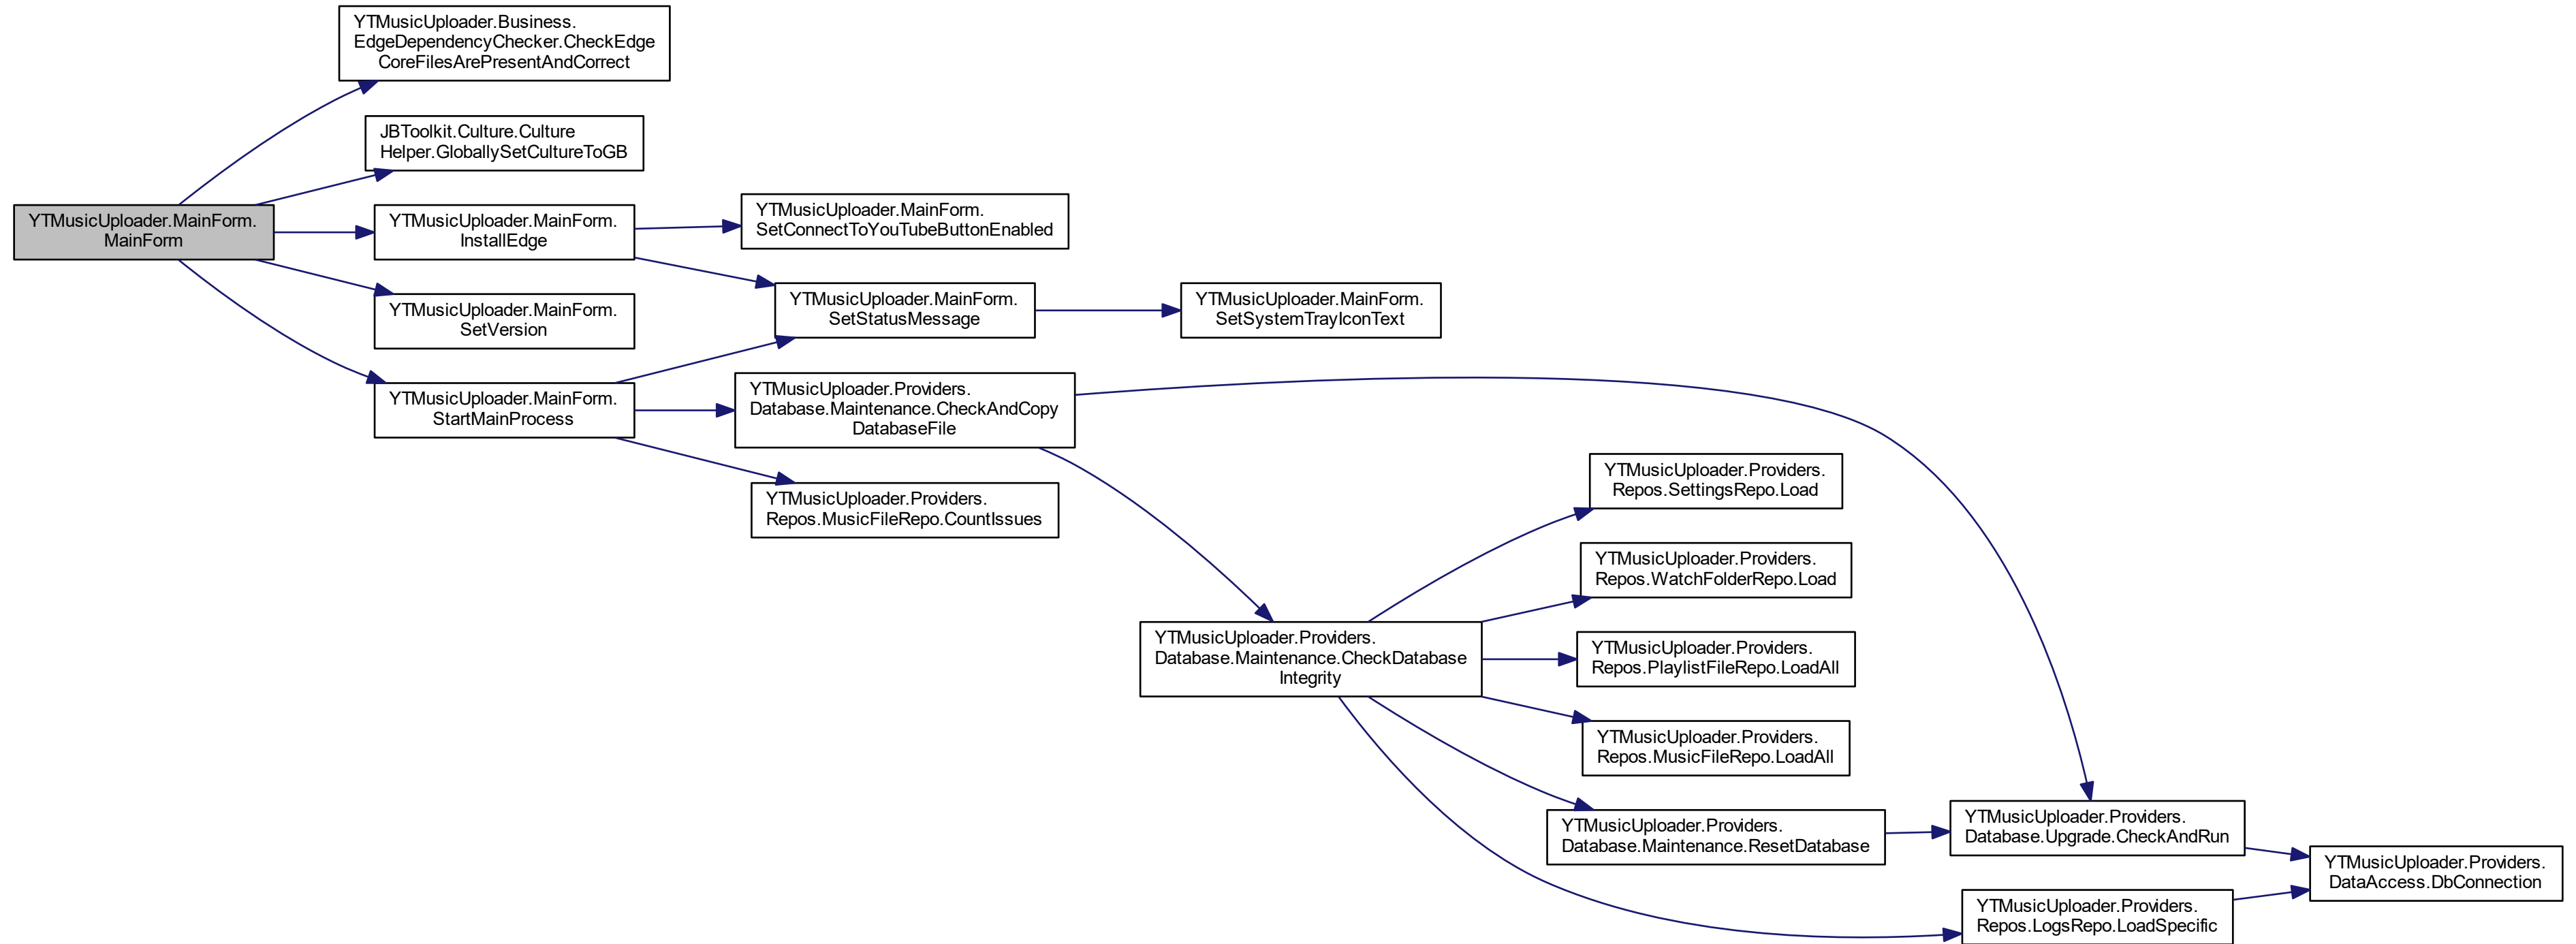 YTMusicUploader.Business.
EdgeDependencyChecker.CheckEdge
CoreFilesArePresentAndCorrect
JBToolkit.Culture.Culture
Helper.GloballySetCultureToGB
YTMusicUploader.MainForm.
MainForm
YTMusicUploader.MainForm.
InstallEdge
YTMusicUploader.MainForm.
SetConnectToYouTubeButtonEnabled
YTMusicUploader.MainForm.
SetVersion
YTMusicUploader.MainForm.
SetStatusMessage
YTMusicUploader.MainForm.
SetSystemTrayIconText
YTMusicUploader.MainForm.
StartMainProcess
YTMusicUploader.Providers.
Database.Maintenance.CheckAndCopy
DatabaseFile
YTMusicUploader.Providers.
Repos.MusicFileRepo.CountIssues
YTMusicUploader.Providers.
Repos.SettingsRepo.Load
YTMusicUploader.Providers.
Repos.WatchFolderRepo.Load
YTMusicUploader.Providers.
Database.Maintenance.CheckDatabase
Integrity
YTMusicUploader.Providers.
Repos.PlaylistFileRepo.LoadAll
YTMusicUploader.Providers.
Repos.MusicFileRepo.LoadAll
YTMusicUploader.Providers.
Database.Maintenance.ResetDatabase
YTMusicUploader.Providers.
Database.Upgrade.CheckAndRun
YTMusicUploader.Providers.
DataAccess.DbConnection
YTMusicUploader.Providers.
Repos.LogsRepo.LoadSpecific